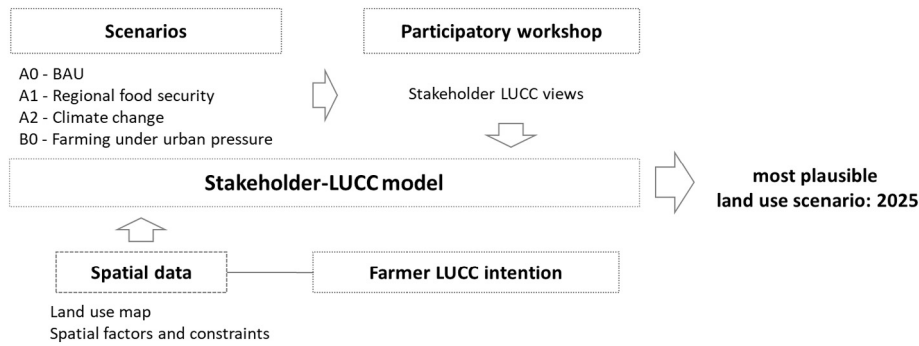 Scenarios
Participatory workshop
A0 - BAU
A1 - Regional food security
A2 - Climate change
B0 - Farming under urban pressure
Stakeholder LUCC views
Stakeholder-LUCC model
most plausible
land use scenario: 2025
Spatial data
Farmer LUCC intention
Land use map
Spatial factors and constraints